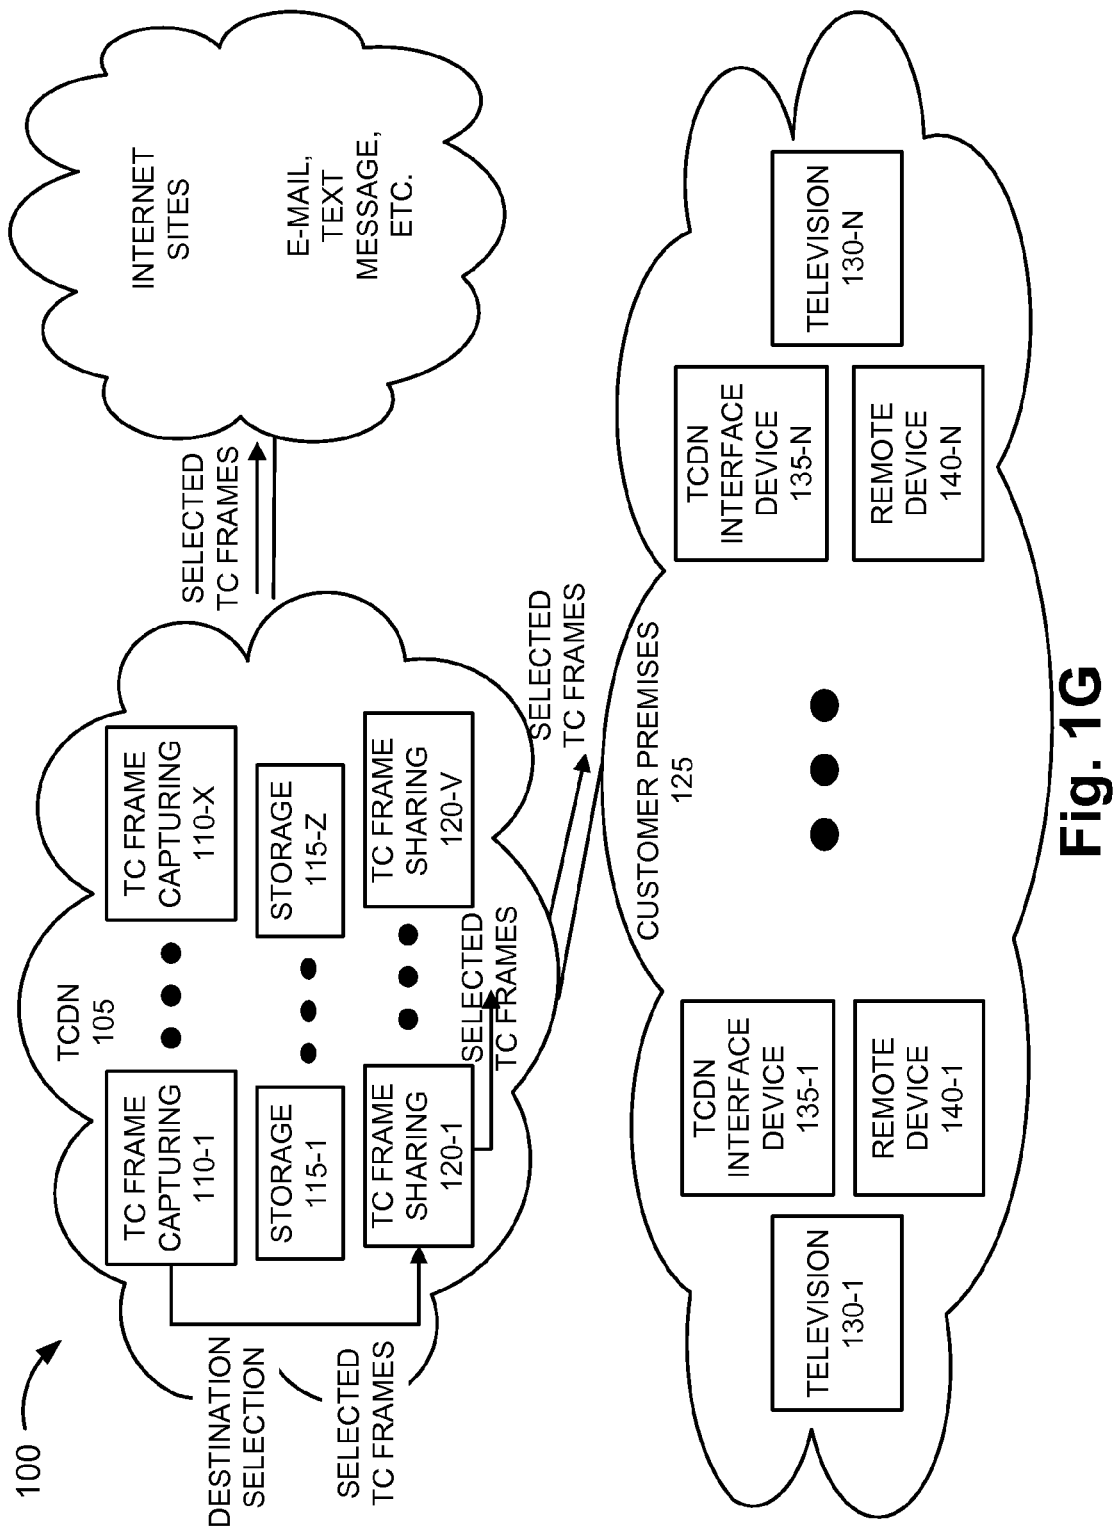 100
TCDN
105
TC FRAME
CAPTURING
110-1
TC FRAME
CAPTURING
110-X
STORAGE
115-1
STORAGE
115-Z
TC FRAME
SHARING
120-1
TC FRAME
SHARING
120-V
DESTINATION
SELECTION
SELECTED
TC FRAMES
SELECTED
TC FRAMES
SELECTED
TC FRAMES
INTERNET
SITES
E-MAIL,
TEXT
MESSAGE,
ETC.
SELECTED
TC FRAMES
CUSTOMER PREMISES
125
TELEVISION
130-1
TCDN
INTERFACE
DEVICE
135-1
REMOTE
DEVICE
140-1
TCDN
INTERFACE
DEVICE
135-N
REMOTE
DEVICE
140-N
TELEVISION
130-N
Fig. 1G